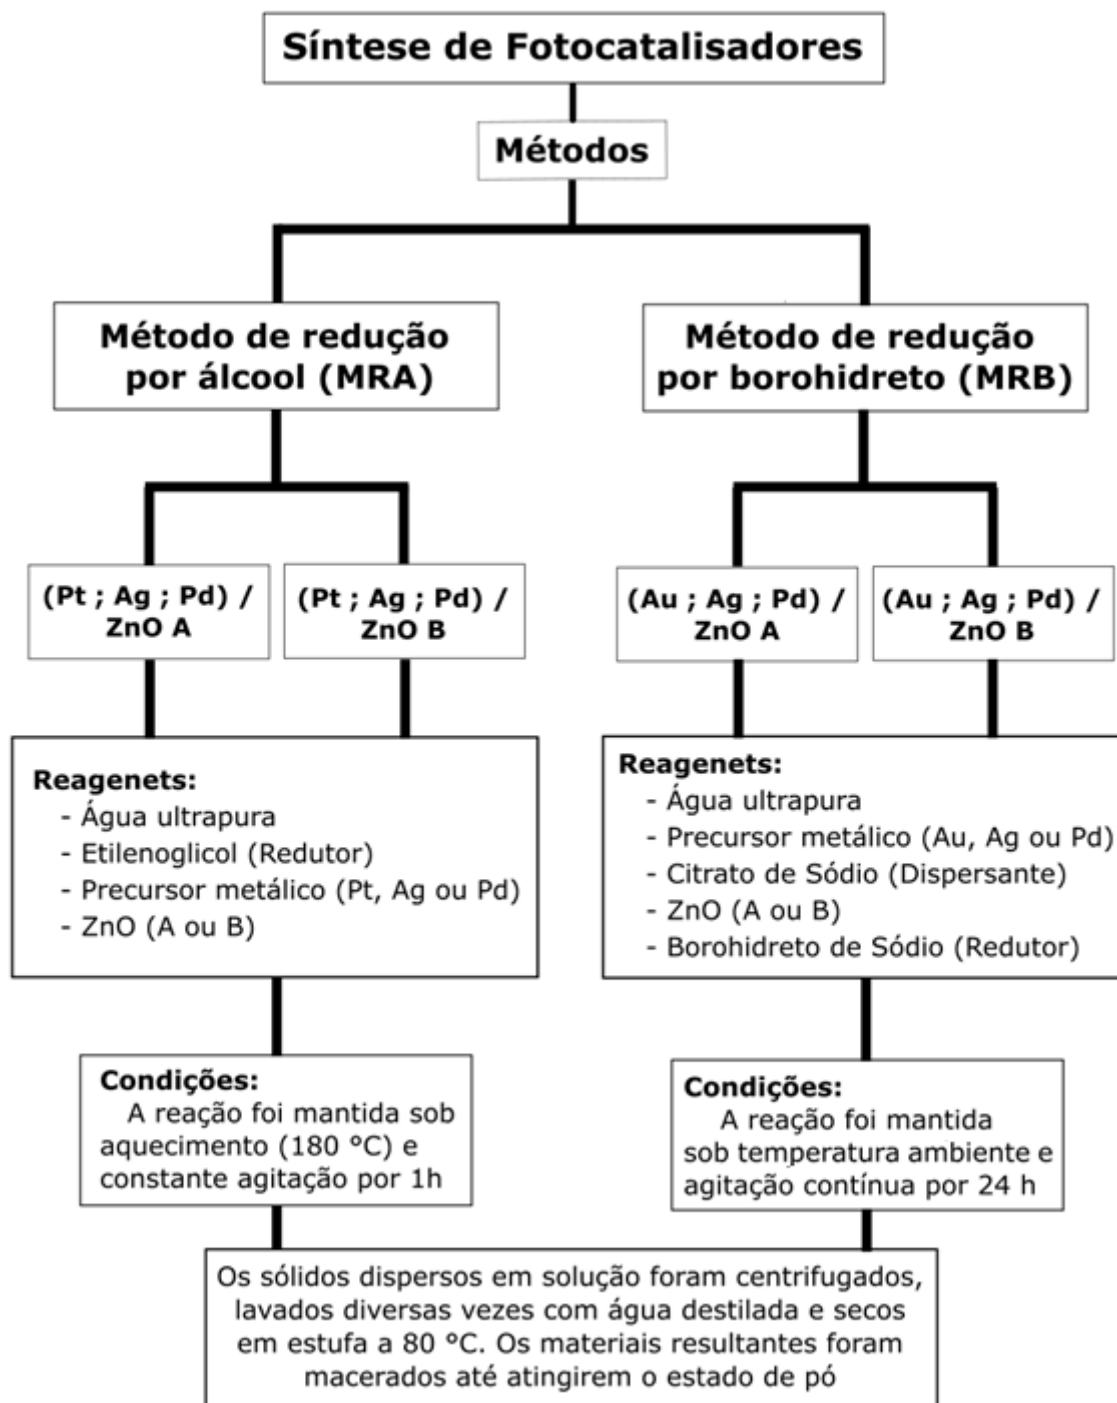 Síntese de Fotocatalisadores
Métodos
Método de redução
por álcool (MRA)
Método de redução
por borohidreto (MRB)
(Pt ; Ag ; Pd) /
ZnO A
(Pt ; Ag ; Pd) /
ZnO B
(Au ; Ag ; Pd) /
ZnO A
(Au ; Ag ; Pd) /
ZnO B
Reagenets:
- Água ultrapura
- Etilenoglicol (Redutor)
- Precursor metálico (Pt, Ag ou Pd)
- ZnO (A ou B)
Reagenets:
- Água ultrapura
- Precursor metálico (Au, Ag ou Pd)
- Citrato de Sódio (Dispersante)
- ZnO (A ou B)
- Borohidreto de Sódio (Redutor)
Condições:
A reação foi mantida sob
aquecimento (180 °C) e
constante agitação por 1h
Condições:
A reação foi mantida
sob temperatura ambiente e
agitação contínua por 24 h
Os sólidos dispersos em solução foram centrifugados,
lavados diversas vezes com água destilada e secos
em estufa a 80 °C. Os materiais resultantes foram
macerados até atingirem o estado de pó